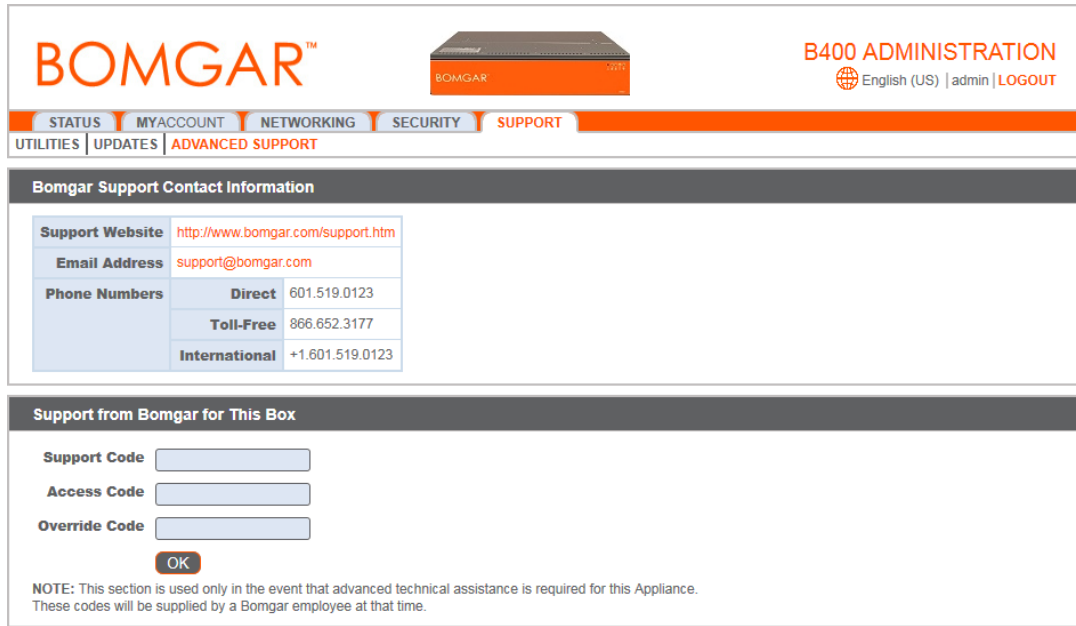 BOMGAR™
BOMGAR
B400 ADMINISTRATION
English (US) | admin | LOGOUT
STATUS MYACCOUNT NETWORKING SECURITY SUPPORT
UTILITIES | UPDATES | ADVANCED SUPPORT
Bomgar Support Contact Information
Support Website http://www.bomgar.com/support.htm
Email Address support@bomgar.com
Phone Numbers Direct 601.519.0123
Toll-Free 866.652.3177
International +1.601.519.0123
Support from Bomgar for This Box
Support Code
Access Code
Override Code
OK
NOTE: This section is used only in the event that advanced technical assistance is required for this Appliance.
These codes will be supplied by a Bomgar employee at that time.